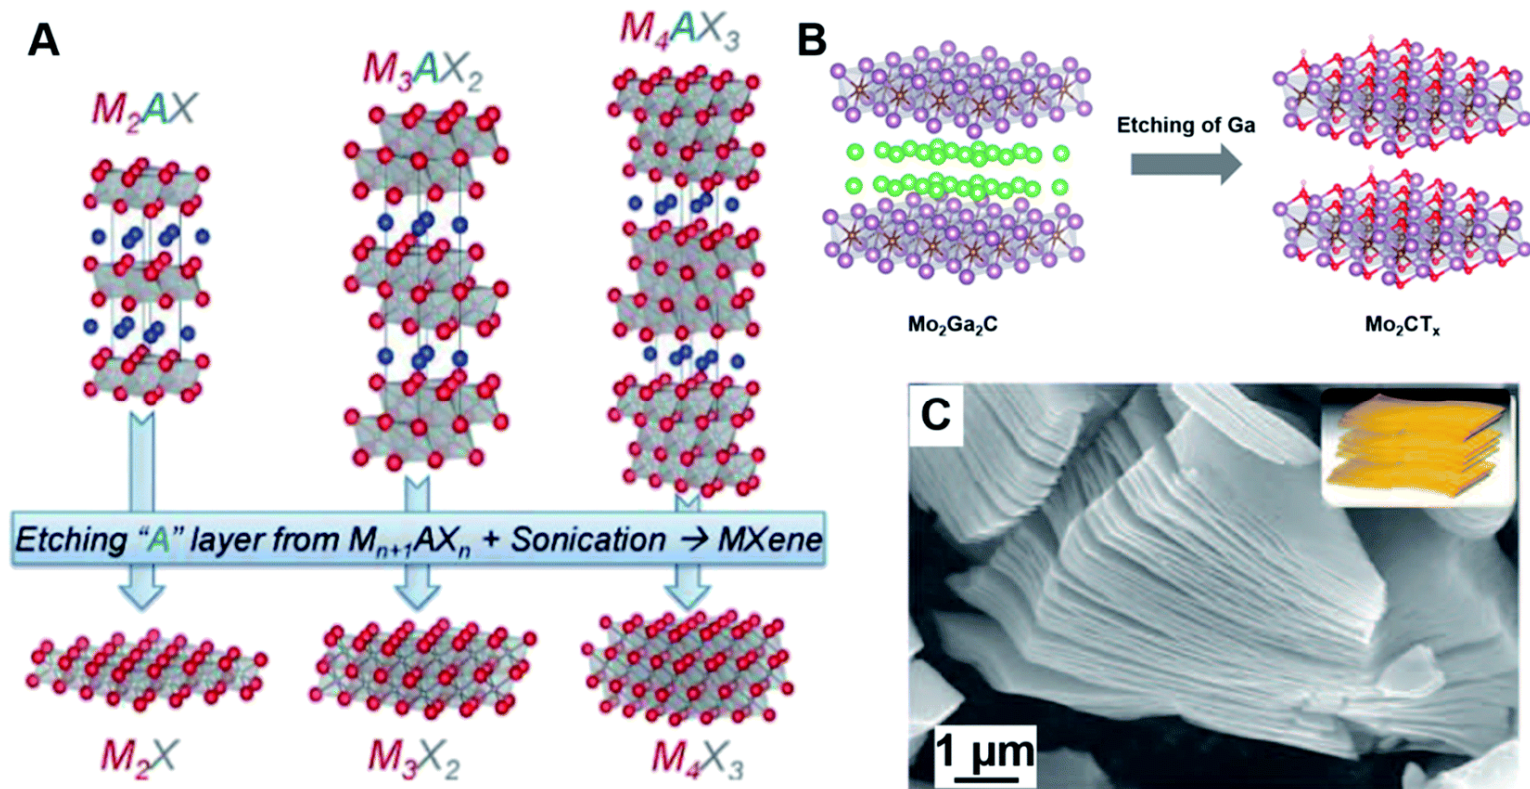 A
M₂AX
M₃AX₂
M₄AX₃
Etching "A" layer from Mₙ₊₁AXₙ + Sonication → MXene
M₂X
M₃X₂
M₄X₃
B
Etching of Ga
Mo₂Ga₂C
Mo₂CTₓ
C
1 µm